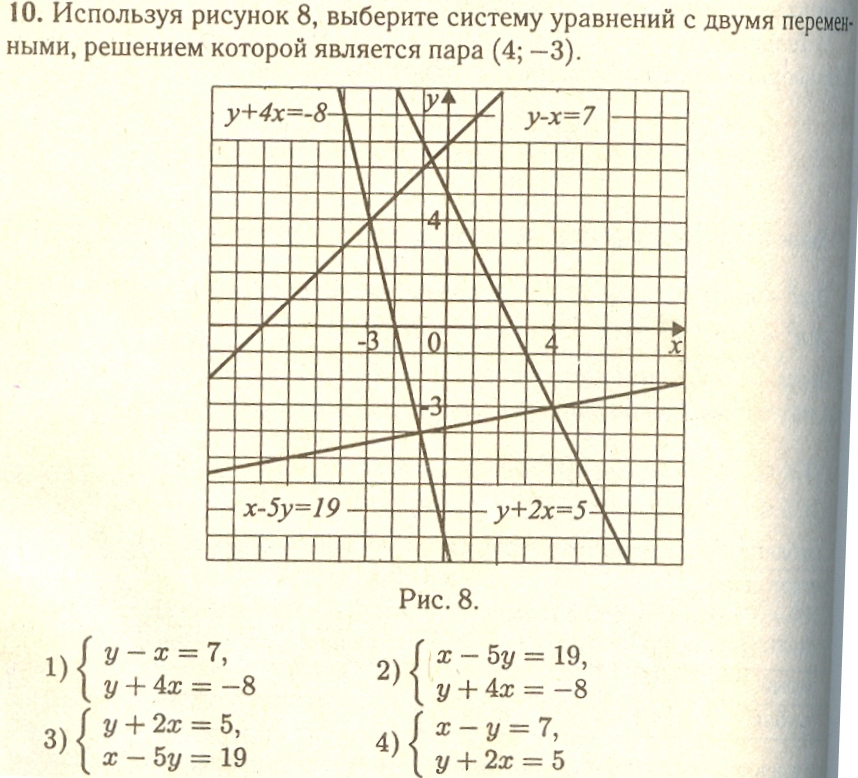 10. Используя рисунок 8, выберите систему уравнений с двумя перемен-
ными, решением которой является пара (4; −3).
y+4x=-8
y
y-x=7
4
-3
0
4
x
-3
x-5y=19
y+2x=5
Рис. 8.
1) { y − x = 7,
y + 4x = −8
2) { x − 5y = 19,
y + 4x = −8
3) { y + 2x = 5,
x − 5y = 19
4) { x − y = 7,
y + 2x = 5